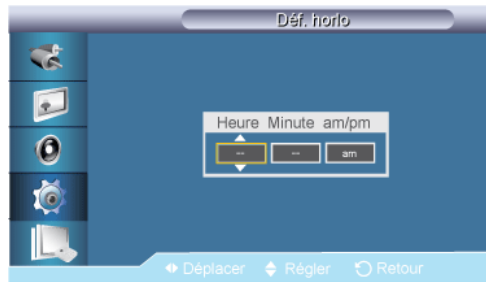 Déf. horlo
Heure Minute am/pm
-- -- am
Déplacer Régler Retour